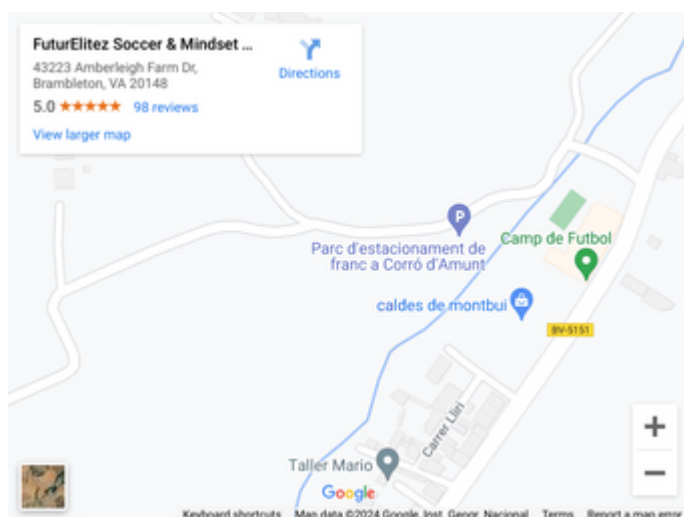 FuturElitez Soccer & Mindset ...
43223 Amberleigh Farm Dr,
Brambleton, VA 20148
Directions
5.0 98 reviews
View larger map
P
Parc d'estacionament de
franc a Corró d'Amunt
Camp de Futbol
caldes de montbui
BV-5151
Carrer Lliri
Taller Mario
Google
Keyboard shortcuts Map data ©2024 Google, Inst. Geogr. Nacional Terms Report a map error